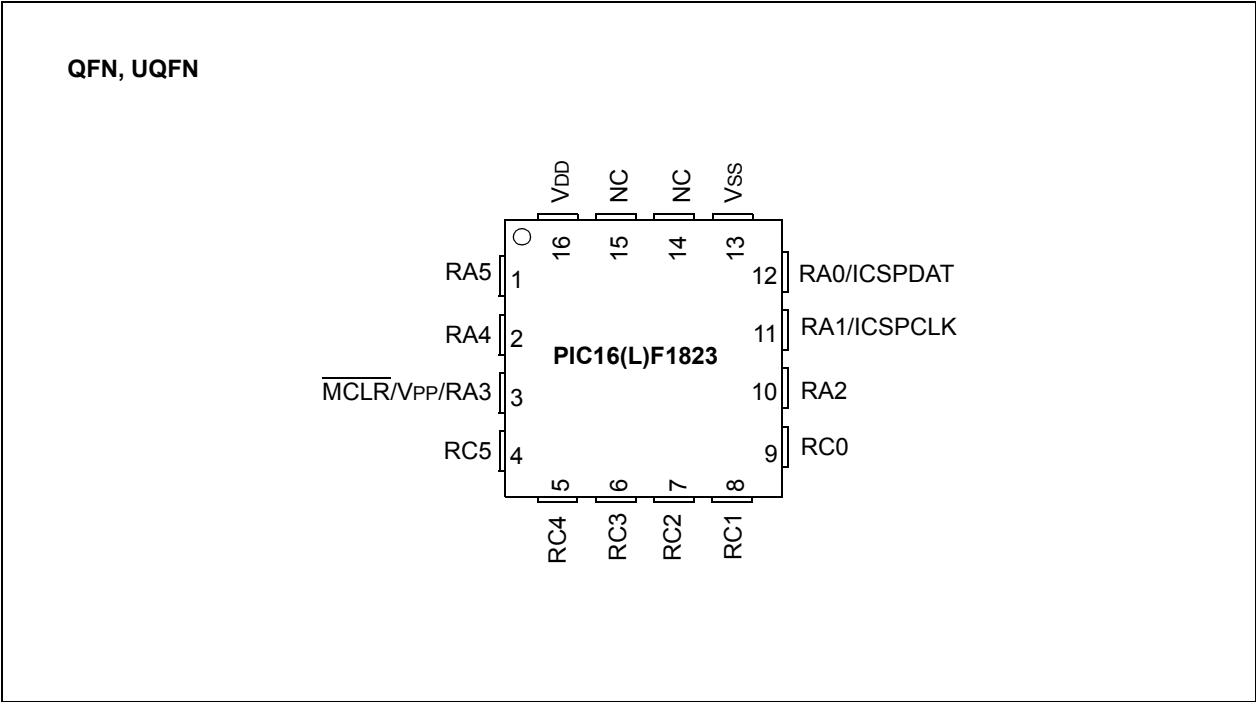 QFN, UQFN
VDD
NC
NC
VSS
16
15
14
13
RA5
1
12
RA0/ICSPDAT
RA4
2
11
RA1/ICSPCLK
PIC16(L)F1823
MCLR/VPP/RA3
3
10
RA2
RC5
4
9
RC0
5
6
7
8
RC4
RC3
RC2
RC1